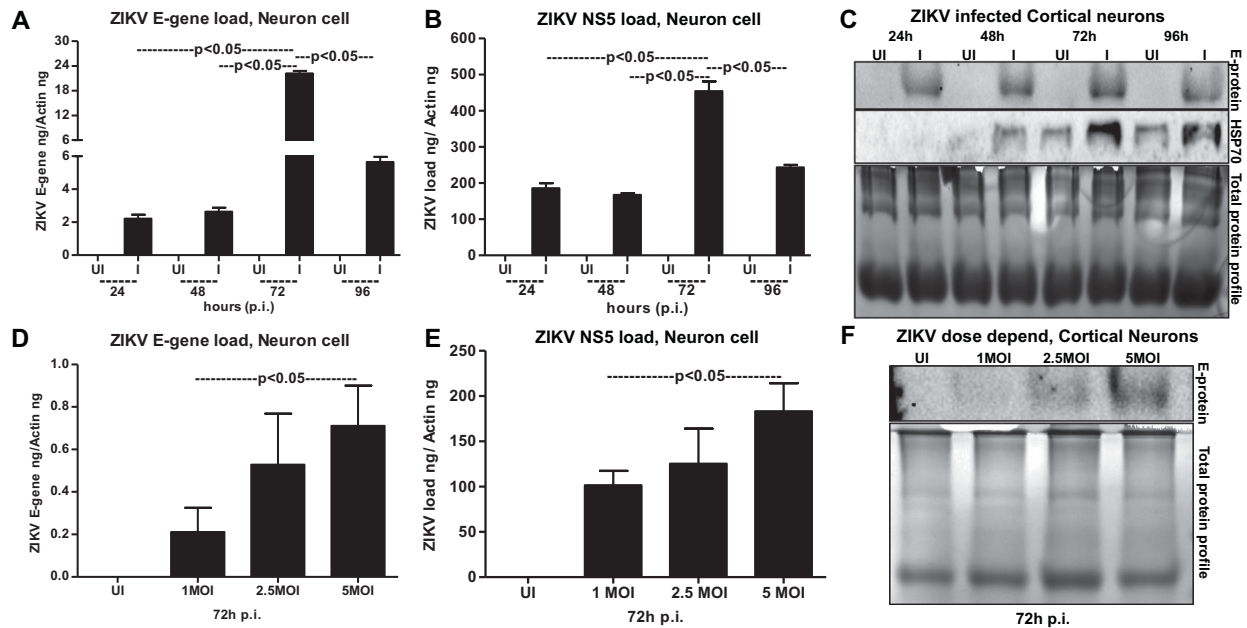 A
ZIKV E-gene load, Neuron cell
ZIKV E-gene ng/Actin ng
30
24
18
12
6
6
4
2
0
----------p<0.05----------
---p<0.05----
---p<0.05----
UI I UI I UI I UI I
24 48 72 96
hours (p.i.)
B
ZIKV NS5 load, Neuron cell
ZIKV load ng/ Actin ng
600
500
400
300
200
100
0
-------------p<0.05-----------
---p<0.05----
---p<0.05----
UI I UI I UI I UI I
24 48 72 96
hours (p.i.)
C
ZIKV infected Cortical neurons
24h 48h 72h 96h
UI I UI I UI I UI I
E-protein
HSP70
Total protein profile
D
ZIKV E-gene load, Neuron cell
ZIKV E-gene ng/Actin ng
1.0
0.8
0.6
0.4
0.2
0.0
-----------p<0.05---------
UI 1MOI 2.5MOI 5MOI
72h p.i.
E
ZIKV NS5 load, Neuron cell
ZIKV load ng/ Actin ng
250
200
150
100
50
0
-----------p<0.05---------
UI 1 MOI 2.5 MOI 5 MOI
72h p.i.
F
ZIKV dose depend, Cortical Neurons
UI 1MOI 2.5MOI 5MOI
E-protein
Total protein profile
72h p.i.